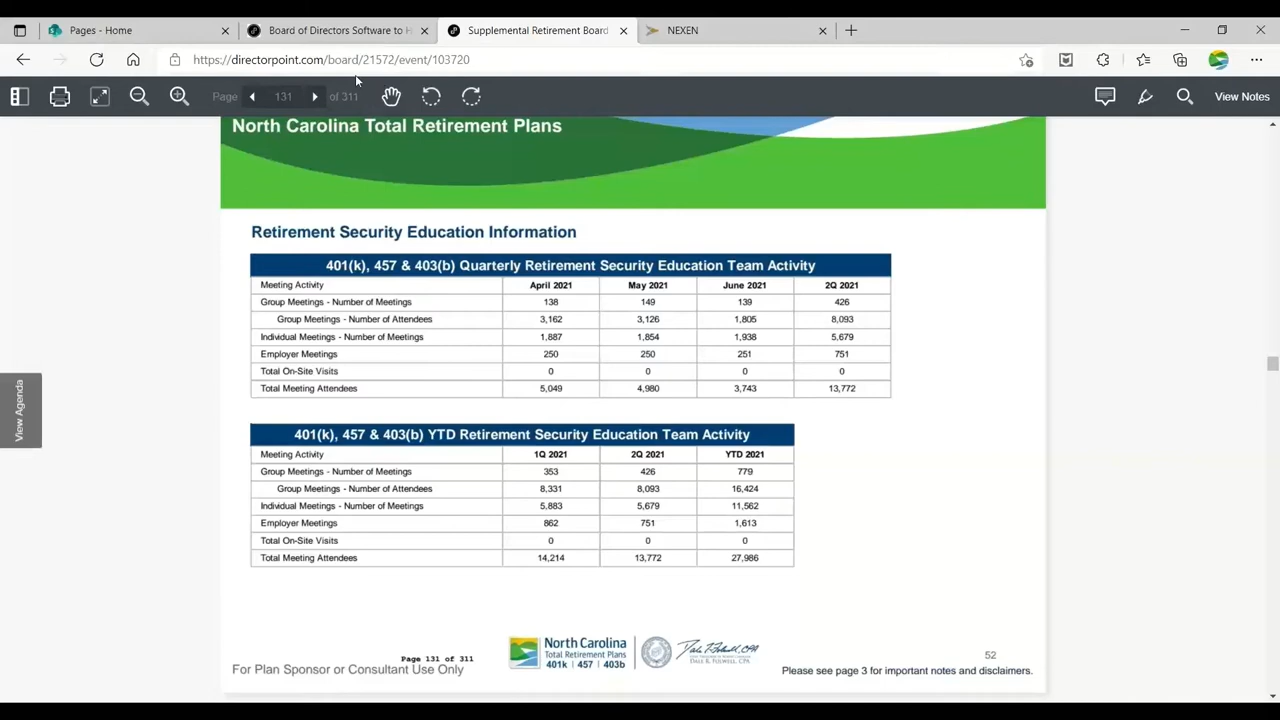 Pages - Home
Board of Directors Software to H
Supplemental Retirement Board
NEXEN
https://directorpoint.com/board/21572/event/103720
Page 131 of 311
View Notes
View Agenda
North Carolina Total Retirement Plans
Retirement Security Education Information
401(k), 457 & 403(b) Quarterly Retirement Security Education Team Activity
Meeting Activity April 2021 May 2021 June 2021 2Q 2021
Group Meetings - Number of Meetings 138 149 139 426
Group Meetings - Number of Attendees 3,162 3,126 1,805 8,093
Individual Meetings - Number of Meetings 1,887 1,854 1,938 5,679
Employer Meetings 250 250 251 751
Total On-Site Visits 0 0 0 0
Total Meeting Attendees 5,049 4,980 3,743 13,772
401(k), 457 & 403(b) YTD Retirement Security Education Team Activity
Meeting Activity 1Q 2021 2Q 2021 YTD 2021
Group Meetings - Number of Meetings 353 426 779
Group Meetings - Number of Attendees 8,331 8,093 16,424
Individual Meetings - Number of Meetings 5,883 5,679 11,562
Employer Meetings 862 751 1,613
Total On-Site Visits 0 0 0
Total Meeting Attendees 14,214 13,772 27,986
Page 131 of 311
For Plan Sponsor or Consultant Use Only
North Carolina
Total Retirement Plans
401k | 457 | 403b
Dale R. Folwell, CPA
DALE R. FOLWELL, CPA
52
Please see page 3 for important notes and disclaimers.